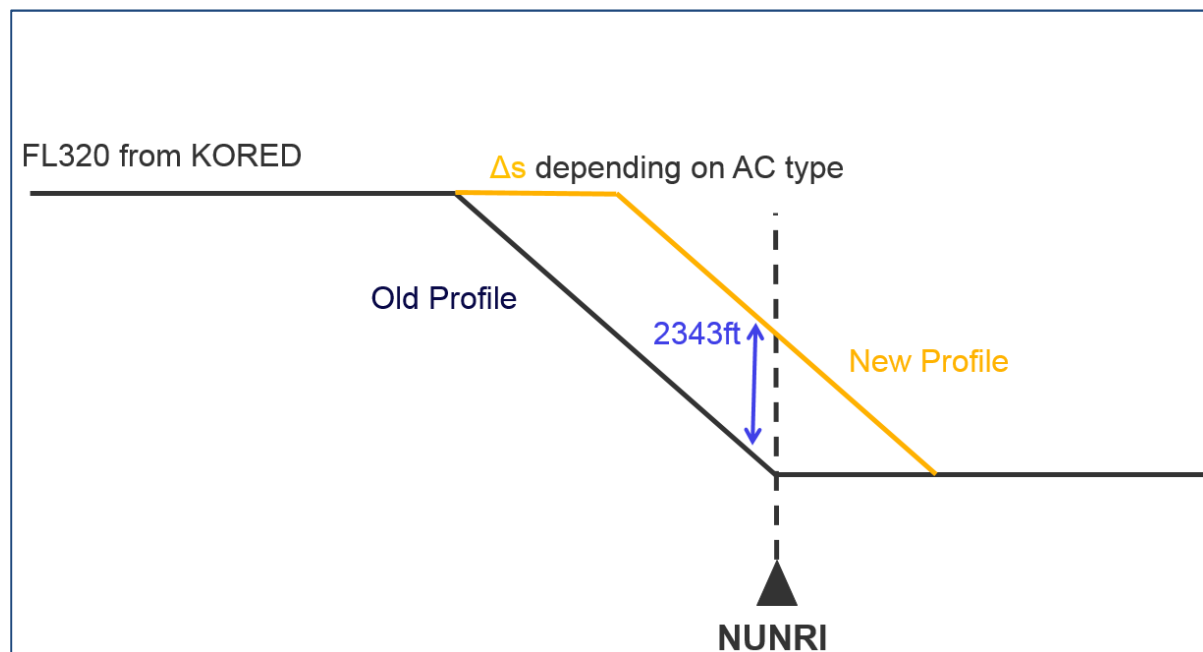 FL320 from KORED
Δs depending on AC type
Old Profile
2343ft
New Profile
NUNRI